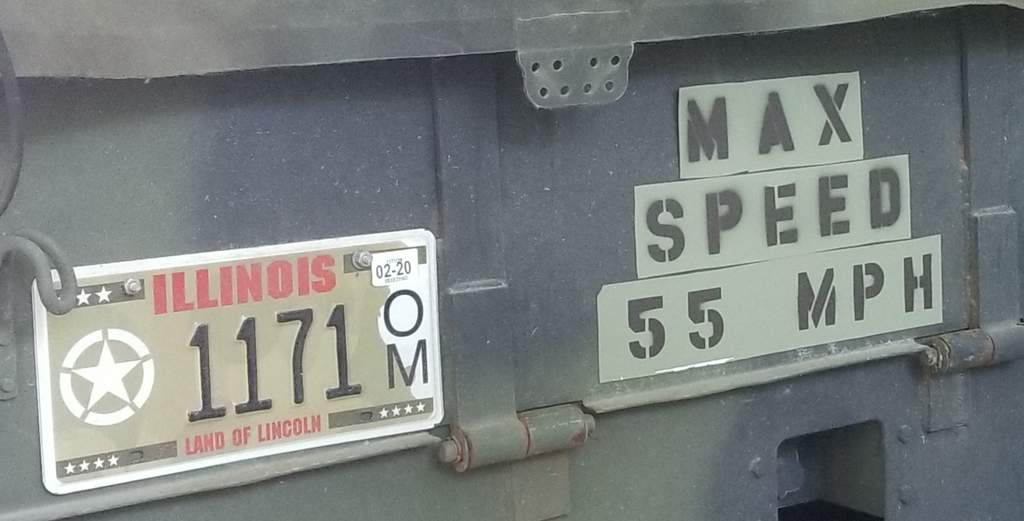 ILLINOIS
02-20
1171
O
M
LAND OF LINCOLN
MAX
SPEED
55 MPH